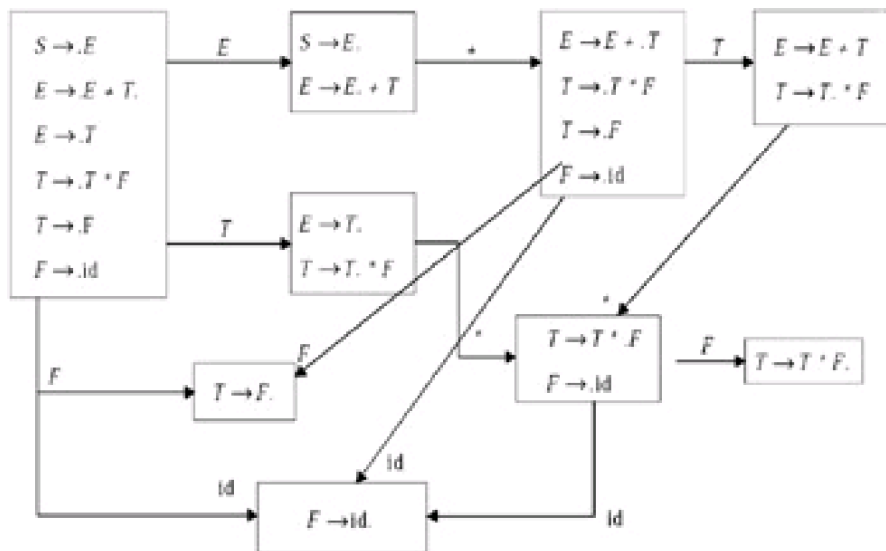 S → .E
E → .E + T.
E → .T
T → .T * F
T → .F
F → .id
E
S → E.
E → E. + T
+
E → E + .T
T → .T * F
T → .F
F → .id
T
E → E + T
T → T. * F
T
E → T.
T → T. * F
*
*
T → T * .F
F → .id
F
T → T * F.
F
T → F.
F
id
F → id.
id
id